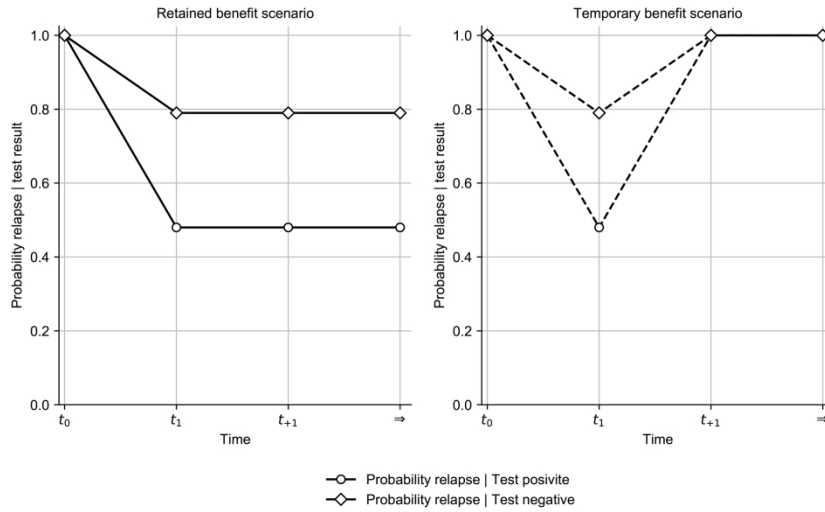 Retained benefit scenario
Probability relapse | test result
1.0
0.8
0.6
0.4
0.2
0.0
t₀
t₁
t₊₁
⇒
Time
Temporary benefit scenario
Probability relapse | test result
1.0
0.8
0.6
0.4
0.2
0.0
t₀
t₁
t₊₁
⇒
Time
Probability relapse | Test posivite
Probability relapse | Test negative